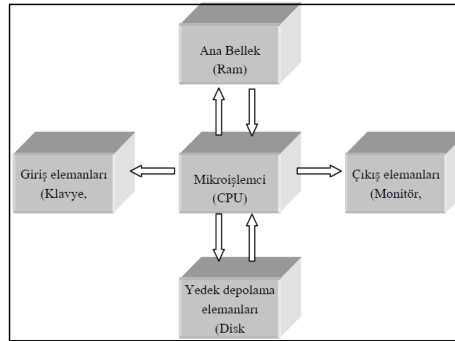 Ana Bellek
(Ram)
Giriş elemanları
(Klavye,
Mikroişlemci
(CPU)
Çıkış elemanları
(Monitör,
Yedek depolama
elemanları
(Disk